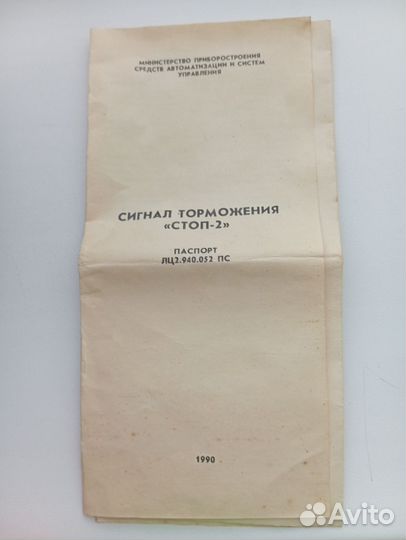 МИНИСТЕРСТВО ПРИБОРОСТРОЕНИЯ
СРЕДСТВ АВТОМАТИЗАЦИИ И СИСТЕМ
УПРАВЛЕНИЯ
СИГНАЛ ТОРМОЖЕНИЯ
«СТОП-2»
ПАСПОРТ
ЛЦ2.940.052 ПС
1990
Avito